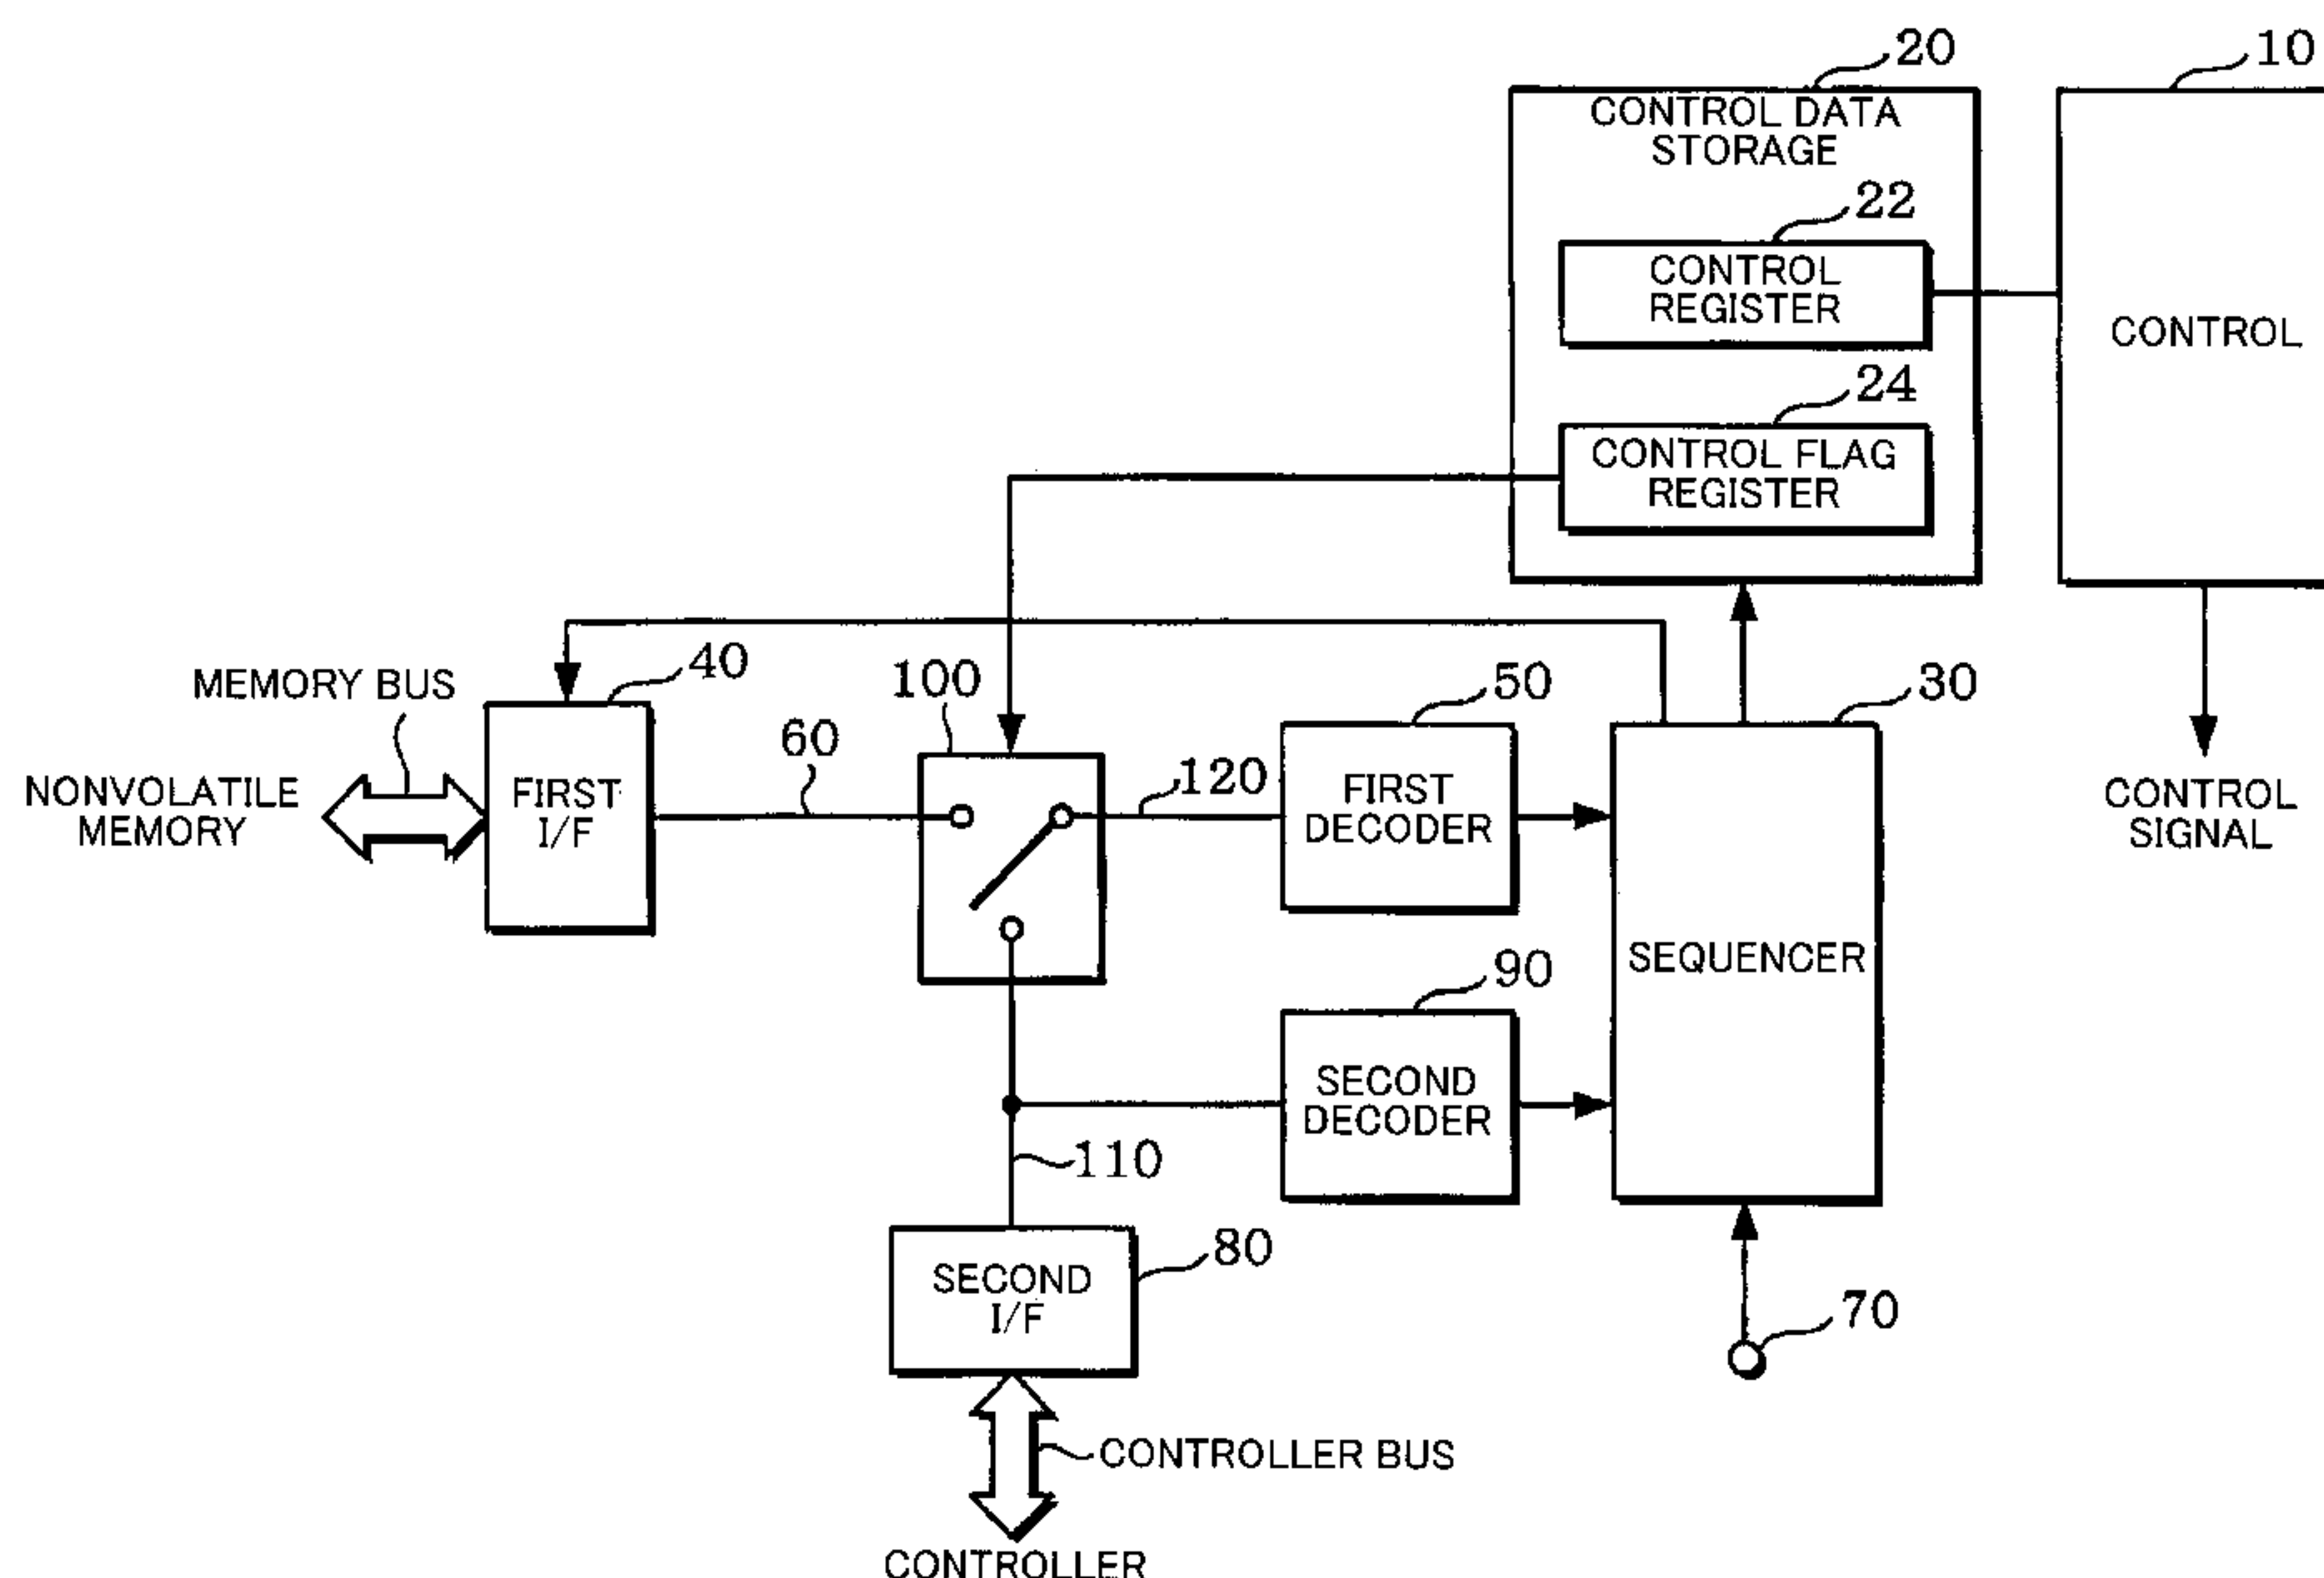 20
10
CONTROL DATA
STORAGE
22
CONTROL
REGISTER
CONTROL
24
CONTROL FLAG
REGISTER
MEMORY BUS
40
100
50
30
60
NONVOLATILE
MEMORY
FIRST
I/F
120
FIRST
DECODER
CONTROL
SIGNAL
SEQUENCER
90
SECOND
DECODER
110
80
SECOND
I/F
70
CONTROLLER BUS
CONTROLLER